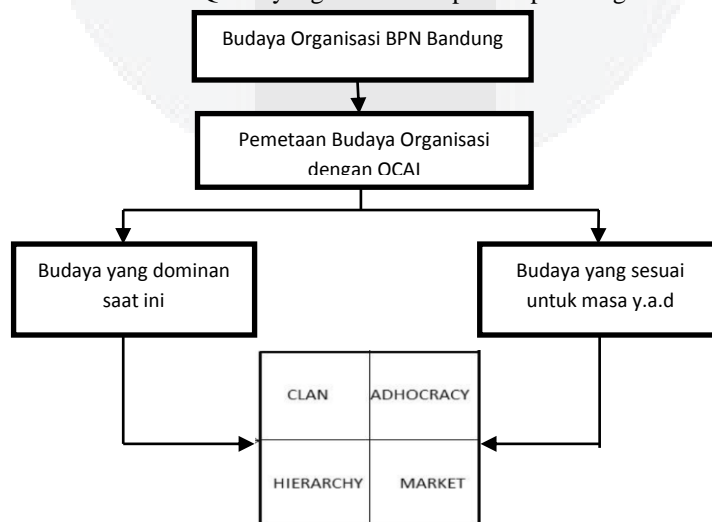 Budaya Organisasi BPN Bandung
Pemetaan Budaya Organisasi
dengan OCAI
Budaya yang dominan
saat ini
Budaya yang sesuai
untuk masa y.a.d
CLAN
ADHOCRACY
HIERARCHY
MARKET